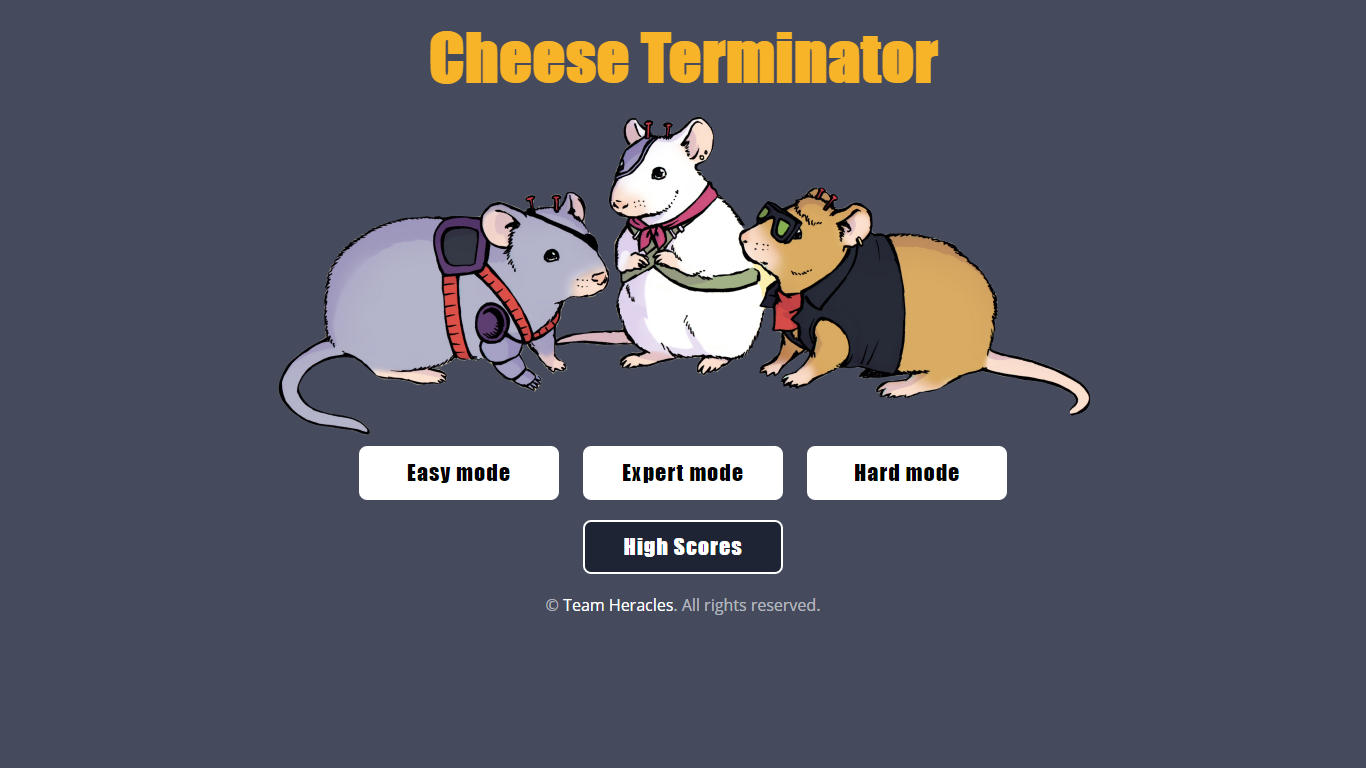 Cheese Terminator
Easy mode
Expert mode
Hard mode
High Scores
© Team Heracles. All rights reserved.